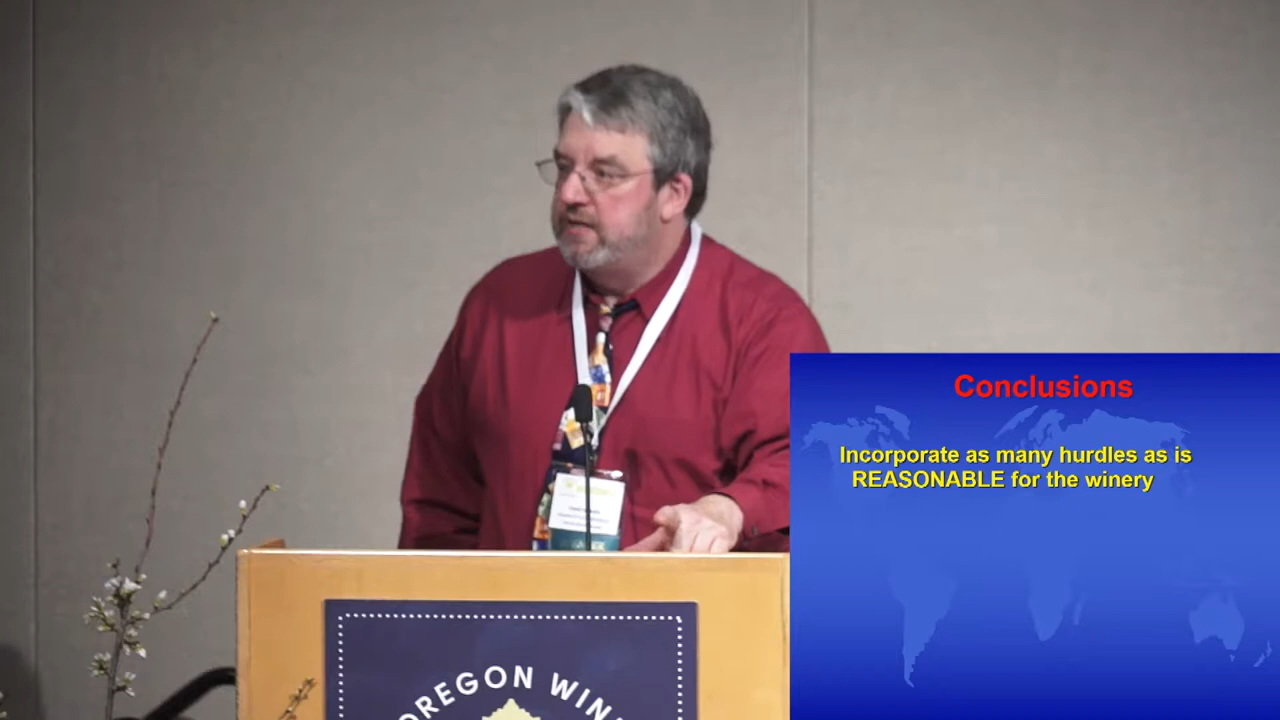 Conclusions
Incorporate as many hurdles as is
REASONABLE for the winery
OREGON WIN